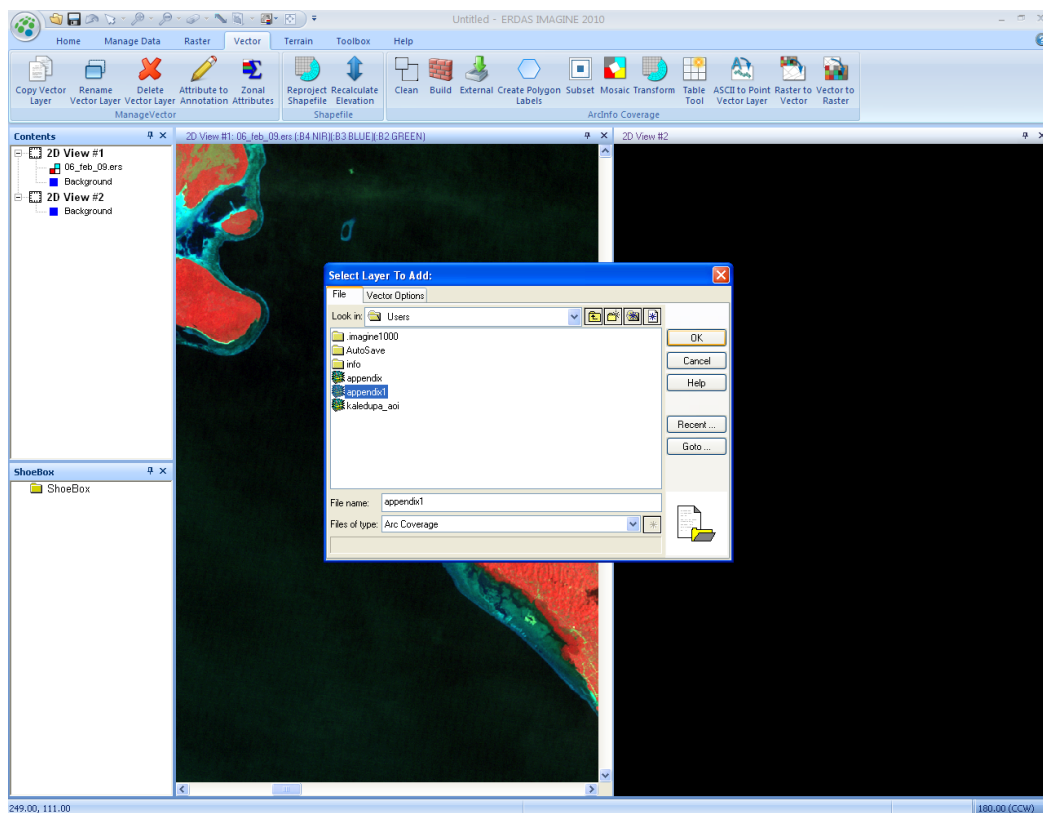 Untitled - ERDAS IMAGINE 2010
Home Manage Data Raster Vector Terrain Toolbox Help
Copy Vector Layer
Rename Vector Layer
Delete Vector Layer
Attribute to Annotation
Zonal Attributes
ManageVector
Reproject Shapefile
Recalculate Elevation
Shapefile
Clean
Build
External
Create Polygon Labels
Subset
Mosaic
Transform
Table Tool
ASCII to Point Vector Layer
Raster to Vector
Vector to Raster
ArcInfo Coverage
Contents
2D View #1
06_feb_09.ers
Background
2D View #2
Background
ShoeBox
ShoeBox
2D View #1: 06_feb_09.ers (:B4 NIR)(:B3 BLUE)(:B2 GREEN)
2D View #2
Select Layer To Add:
File Vector Options
Look in: Users
.imagine1000
AutoSave
info
appendix
appendix1
kaledupa_aoi
OK
Cancel
Help
Recent ...
Goto ...
File name: appendix1
Files of type: Arc Coverage
249.00, 111.00
180.00 (CCW)